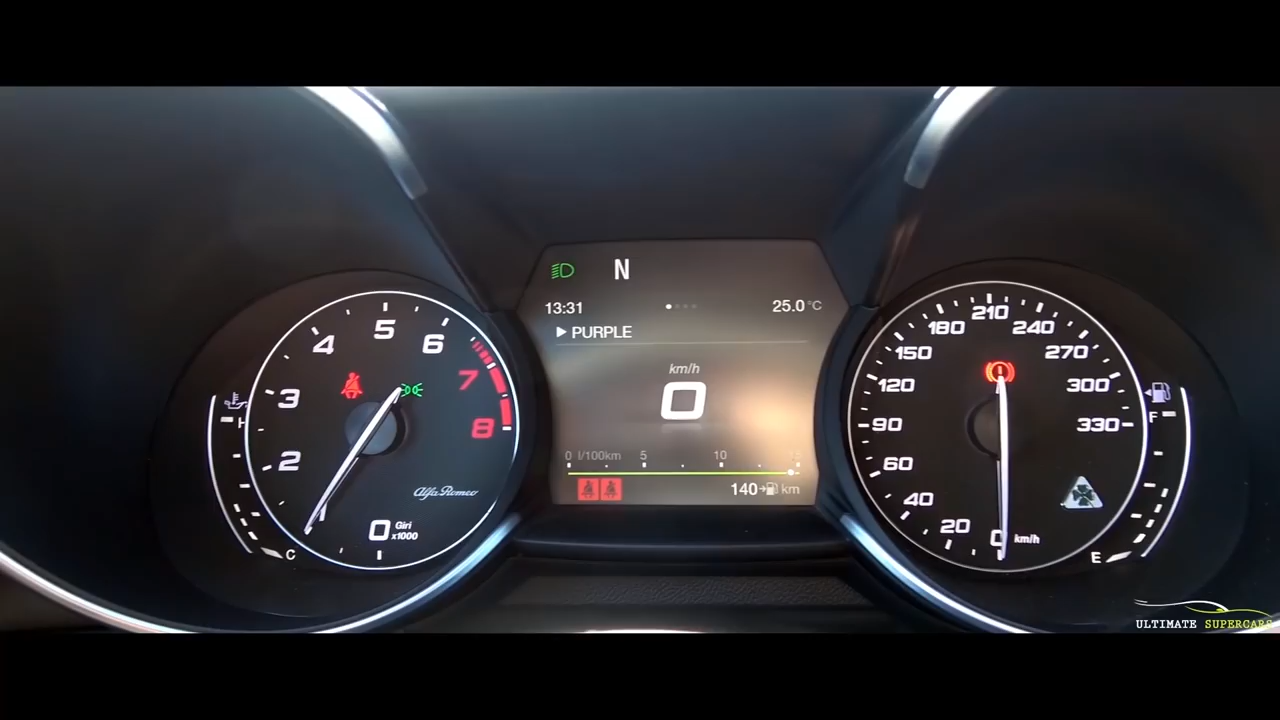 N
13:31
25.0 °C
PURPLE
km/h
0
0 l/100km 5 10 15
140 km
2
2
3
4
5
6
7
8
Alfa Romeo
0 Giri
x1000
H
C
0 km/h
20
40
60
90
120
150
180
210
240
270
300
330
F
E
ULTIMATE SUPERCARS